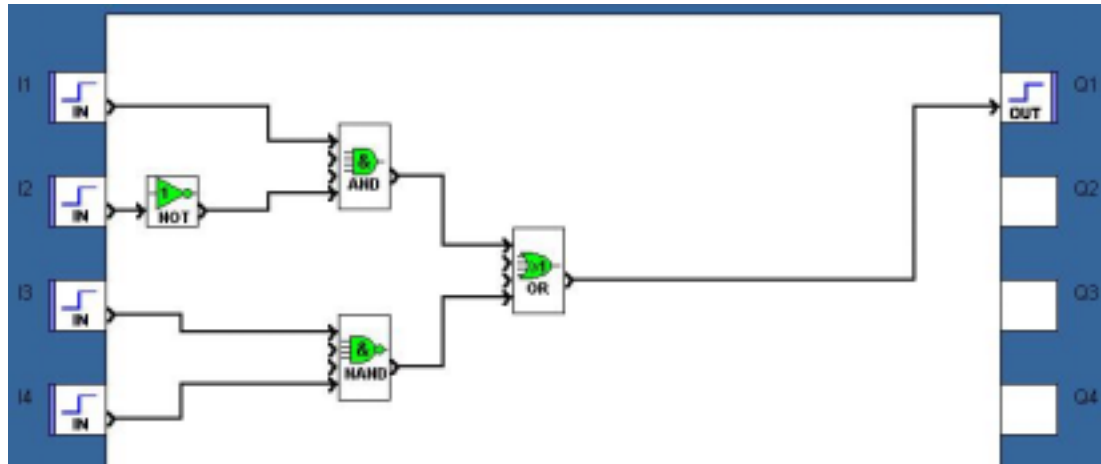 I1
IN
&
AND
OUT
Q1
I2
IN
1
NOT
Q2
≥1
OR
I3
IN
&
NAND
Q3
I4
IN
Q4